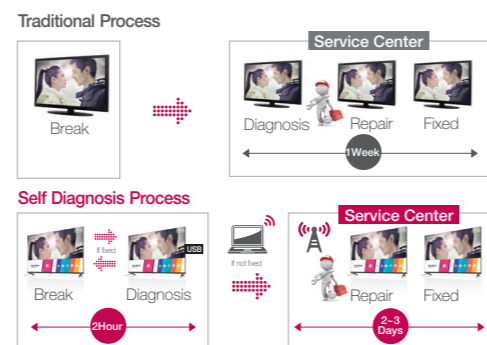 Traditional Process
Service Center
Break
Diagnosis
Repair
Fixed
1Week
Self Diagnosis Process
Service Center
If fixed
USB
If not fixed
Break
Diagnosis
Repair
Fixed
2Hour
2~3
Days